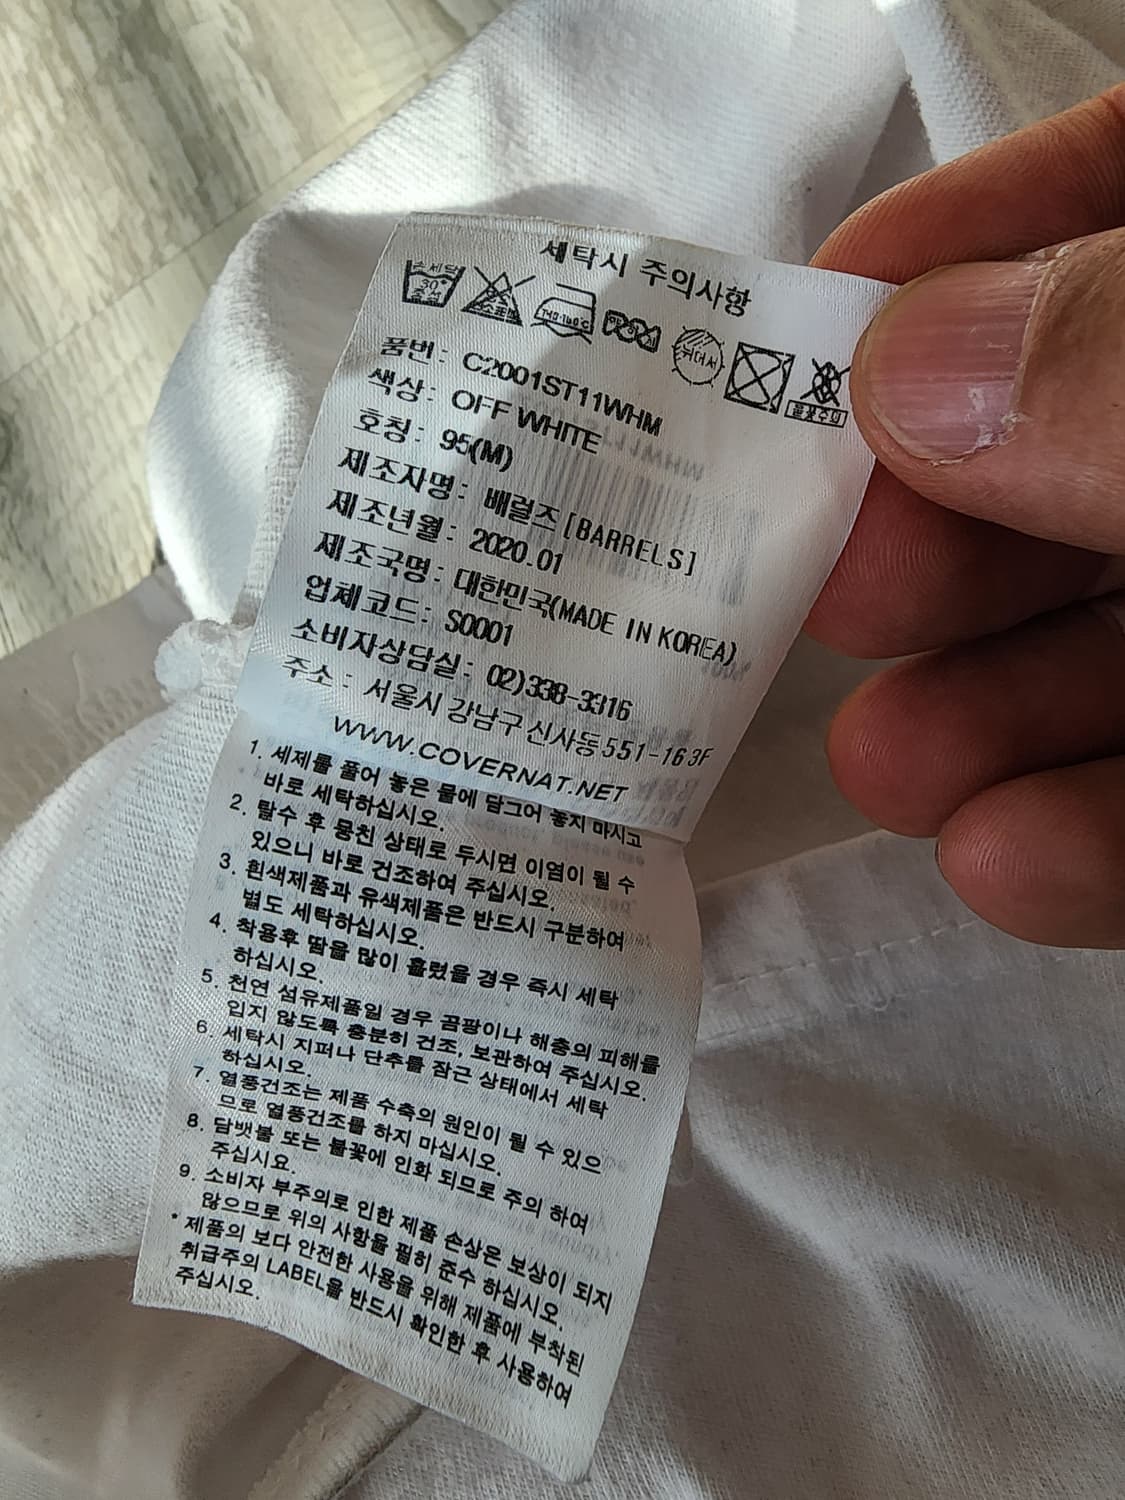 세탁시 주의사항
손세탁
30°
중성
140-160°C
옷걸이
불꽃주의
품번: C2001ST11WHM
색상: OFF WHITE
호칭: 95(M)
제조자명: 배럴즈 [BARRELS]
제조년월: 2020.01
제조국명: 대한민국(MADE IN KOREA)
업체코드: S0001
소비자상담실: 02)338-3316
주소: 서울시 강남구 신사동 551-16 3F
WWW.COVERNAT.NET
1. 세제를 풀어 놓은 물에 담그어 놓지 마시고
바로 세탁하십시오.
2. 탈수 후 뭉친 상태로 두시면 이염이 될 수
있으니 바로 건조하여 주십시오.
3. 흰색제품과 유색제품은 반드시 구분하여
별도 세탁하십시오.
4. 착용후 땀을 많이 흘렸을 경우 즉시 세탁
하십시오.
5. 천연 섬유제품일 경우 곰팡이나 해충의 피해를
입지 않도록 충분히 건조, 보관하여 주십시오.
6. 세탁시 지퍼나 단추를 잠근 상태에서 세탁
하십시오.
7. 열풍건조는 제품 수축의 원인이 될 수 있으
므로 열풍건조를 하지 마십시오.
8. 담뱃불 또는 불꽃에 인화 되므로 주의 하여
주십시요.
9. 소비자 부주의로 인한 제품 손상은 보상이 되지
않으므로 위의 사항을 필히 준수 하십시오.
* 제품의 보다 안전한 사용을 위해 제품에 부착된
취급주의 LABEL을 반드시 확인한 후 사용하여
주십시오.